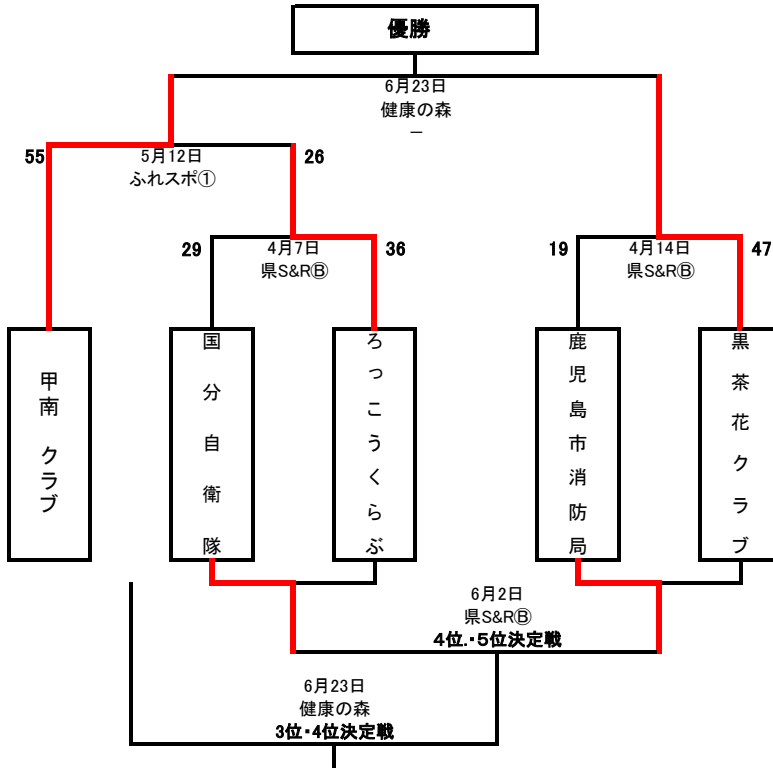 優勝
6月23日
健康の森
－
55
5月12日
ふれスポ①
26
29
4月7日
県S&RⒷ
36
19
4月14日
県S&RⒷ
47
甲南 クラブ
国分自衛隊
ろっこうくらぶ
鹿児島市消防局
黒茶花クラブ
6月2日
県S&RⒷ
4位.・5位決定戦
6月23日
健康の森
3位・4位決定戦